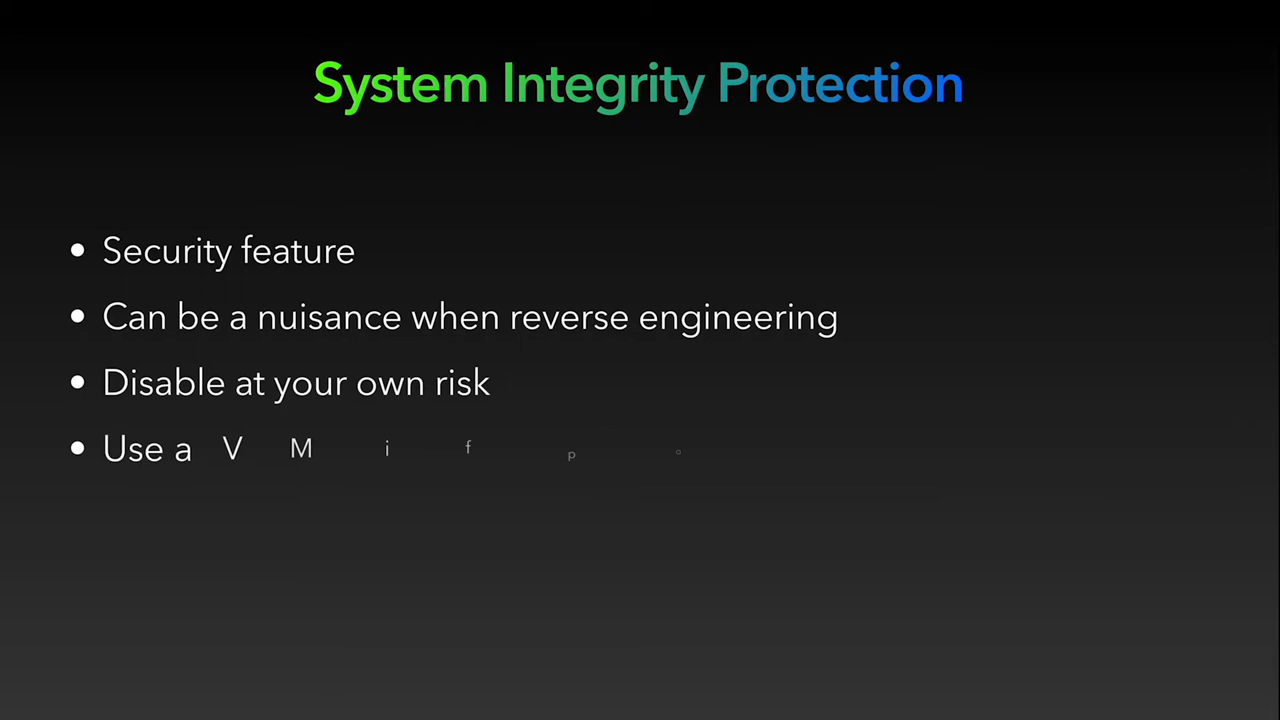 System Integrity Protection
• Security feature
• Can be a nuisance when reverse engineering
• Disable at your own risk
• Use a V M i f p o